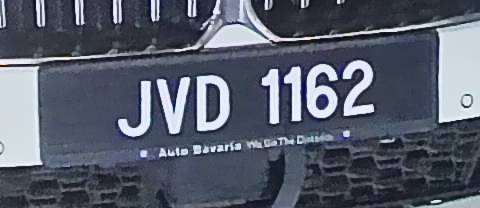 JVD 1162
Auto Bavaria We Go The Distance